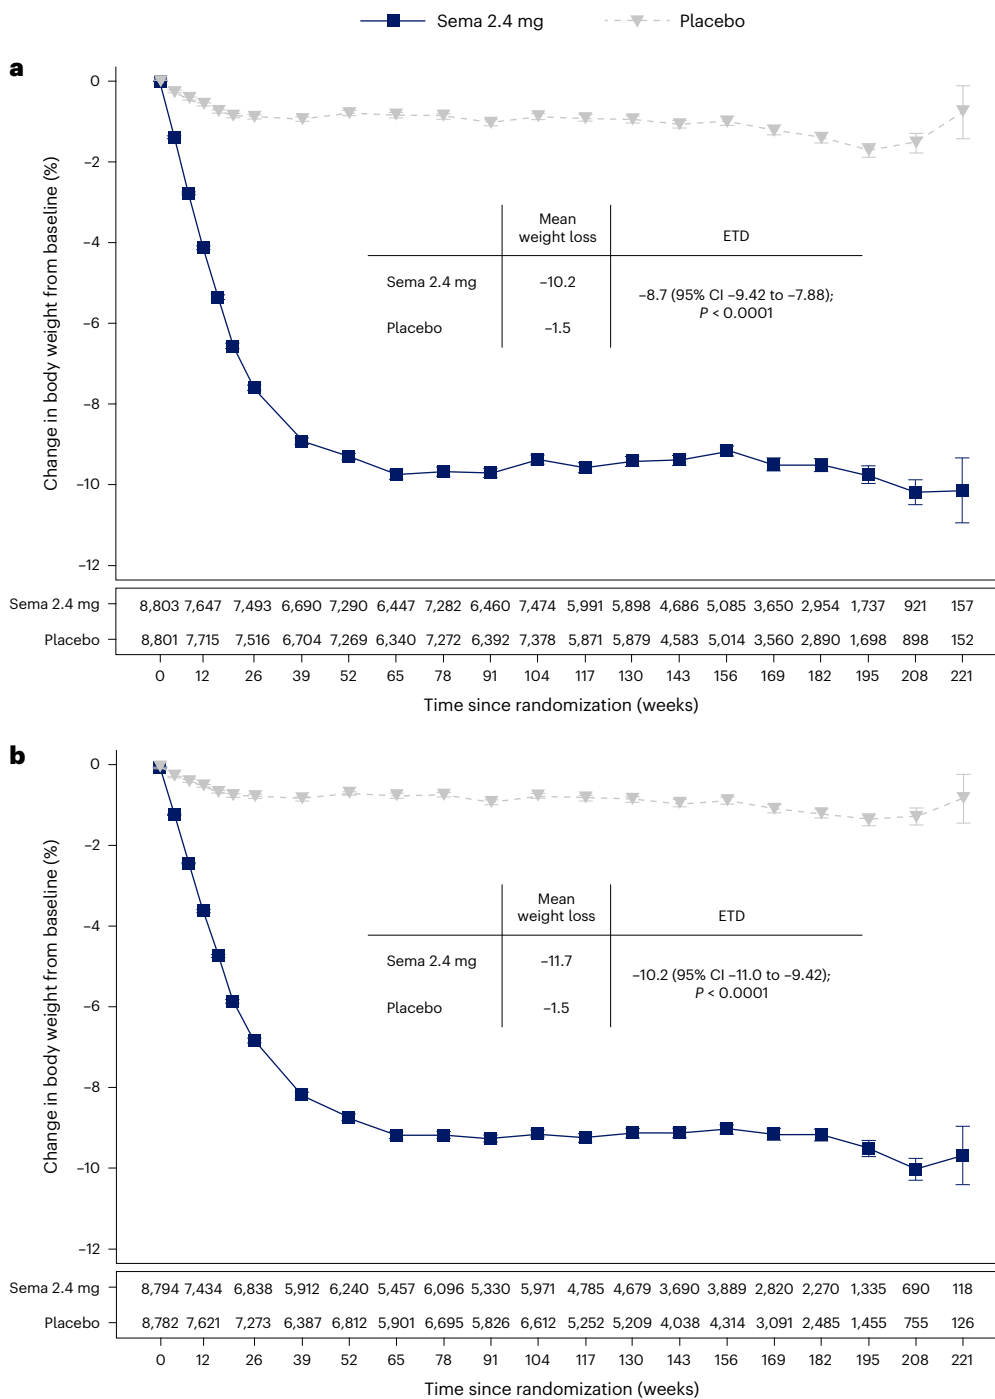 Sema 2.4 mg Placebo
a
Change in body weight from baseline (%)
0
–2
–4
–6
–8
–10
–12
Mean
weight loss
ETD
Sema 2.4 mg –10.2
–8.7 (95% CI –9.42 to –7.88);
P < 0.0001
Placebo –1.5
Sema 2.4 mg 8,803 7,647 7,493 6,690 7,290 6,447 7,282 6,460 7,474 5,991 5,898 4,686 5,085 3,650 2,954 1,737 921 157
Placebo 8,801 7,715 7,516 6,704 7,269 6,340 7,272 6,392 7,378 5,871 5,879 4,583 5,014 3,560 2,890 1,698 898 152
0 12 26 39 52 65 78 91 104 117 130 143 156 169 182 195 208 221
Time since randomization (weeks)
b
Change in body weight from baseline (%)
0
–2
–4
–6
–8
–10
–12
Mean
weight loss
ETD
Sema 2.4 mg –11.7
–10.2 (95% CI –11.0 to –9.42);
P < 0.0001
Placebo –1.5
Sema 2.4 mg 8,794 7,434 6,838 5,912 6,240 5,457 6,096 5,330 5,971 4,785 4,679 3,690 3,889 2,820 2,270 1,335 690 118
Placebo 8,782 7,621 7,273 6,387 6,812 5,901 6,695 5,826 6,612 5,252 5,209 4,038 4,314 3,091 2,485 1,455 755 126
0 12 26 39 52 65 78 91 104 117 130 143 156 169 182 195 208 221
Time since randomization (weeks)